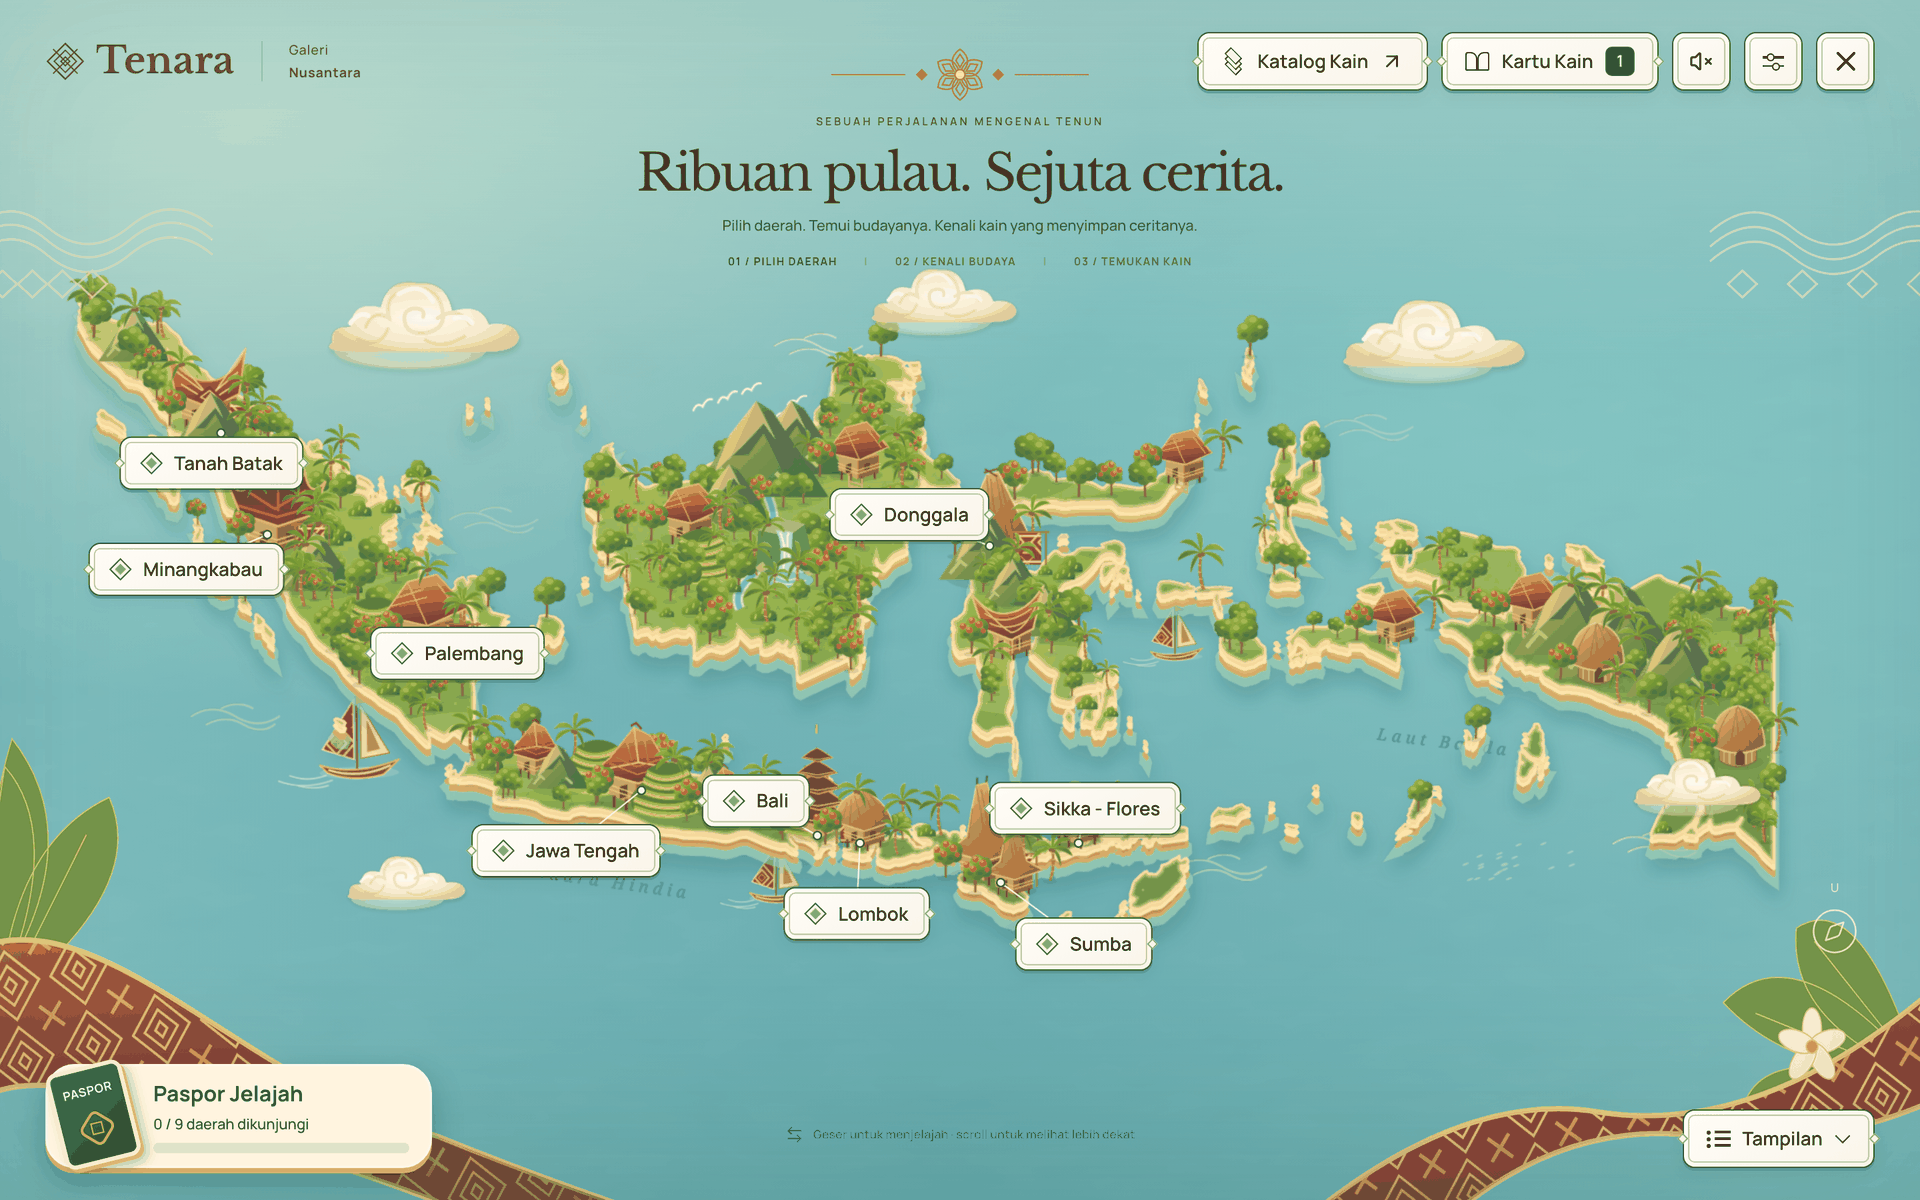 Tenara
Galeri
Nusantara
Katalog Kain
Kartu Kain 1
SEBUAH PERJALANAN MENGENAL TENUN
Ribuan pulau. Sejuta cerita.
Pilih daerah. Temui budayanya. Kenali kain yang menyimpan ceritanya.
01 / PILIH DAERAH
02 / KENALI BUDAYA
03 / TEMUKAN KAIN
Tanah Batak
Donggala
Minangkabau
Palembang
Laut
Bali
Sikka - Flores
Jawa Tengah
Hindia
Lombok
Sumba
U
PASPOR
Paspor Jelajah
0 / 9 daerah dikunjungi
Geser untuk menjelajah · scroll untuk melihat lebih dekat
Tampilan